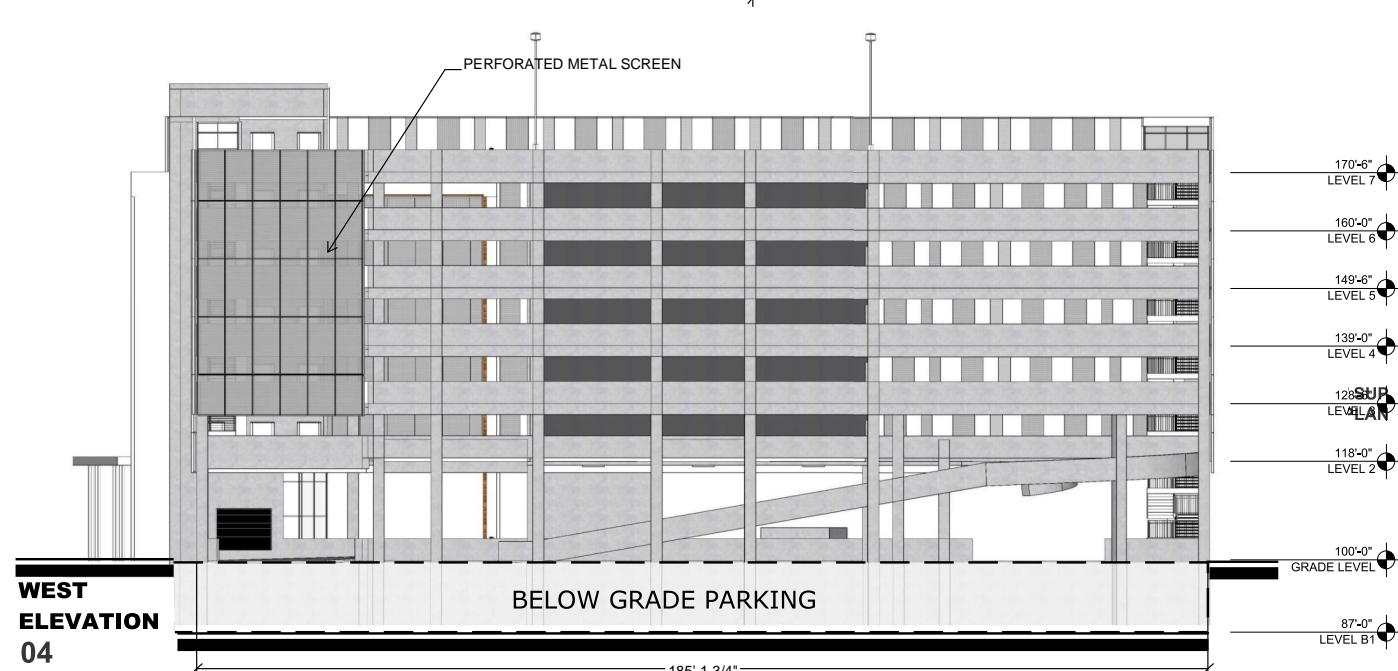 PERFORATED METAL SCREEN
170'-6"
LEVEL 7
160'-0"
LEVEL 6
149'-6"
LEVEL 5
139'-0"
LEVEL 4
SUP
LAN
118'-0"
LEVEL 2
100'-0"
GRADE LEVEL
WEST
ELEVATION
04
BELOW GRADE PARKING
87'-0"
LEVEL B1
185'-1 3/4"